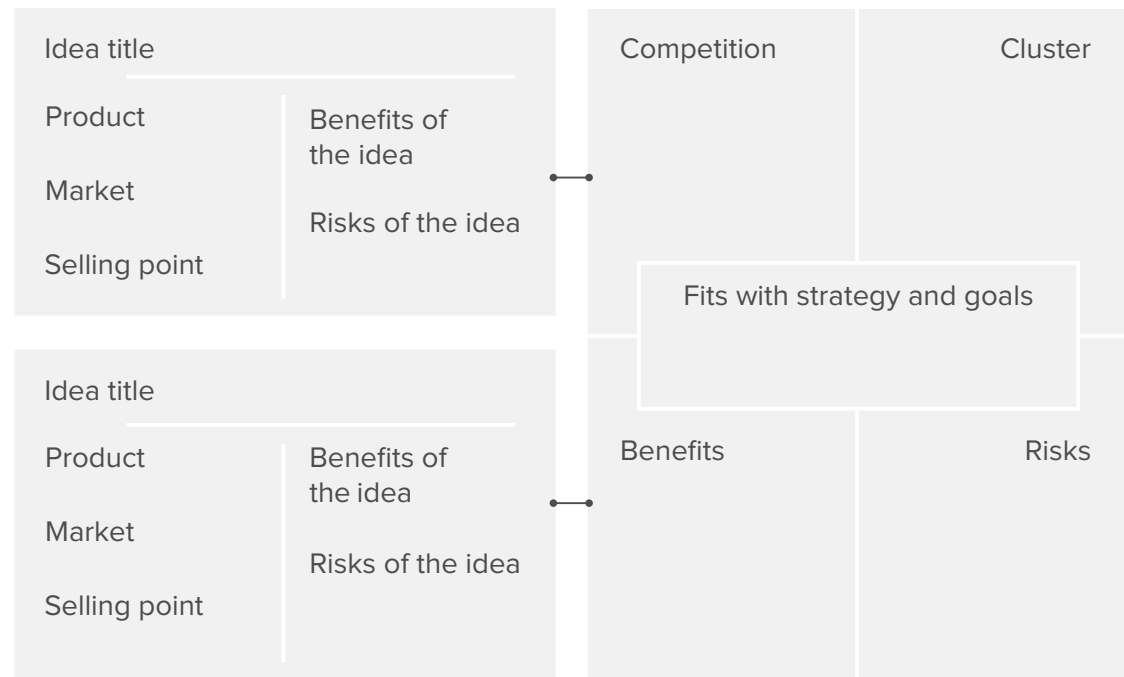 Idea title
Product
Market
Selling point
Benefits of
the idea
Risks of the idea
Idea title
Product
Market
Selling point
Benefits of
the idea
Risks of the idea
Competition
Cluster
Fits with strategy and goals
Benefits
Risks